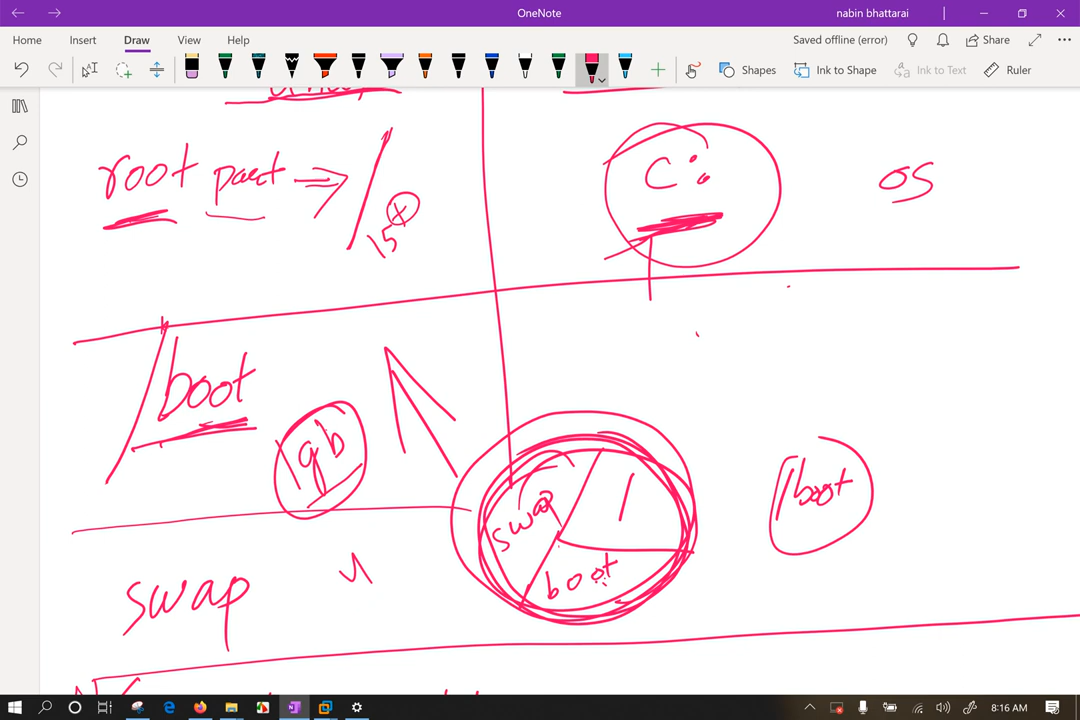 OneNote
nabin bhattarai
Home Insert Draw View Help
Saved offline (error)
Share
Shapes
Ink to Shape
Ink to Text
Ruler
root part ⇒ /
15+
C:
OS
/boot
1gb
/boot
swap
/
boot
swap
8:16 AM